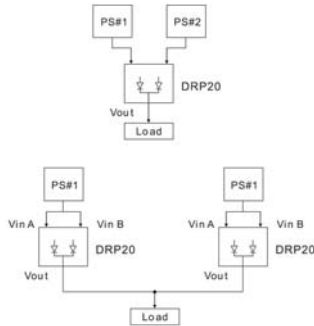 PS#1 PS#2
DRP20
Vout
Load
PS#1 PS#1
Vin A Vin B Vin A Vin B
DRP20 DRP20
Vout Vout
Load